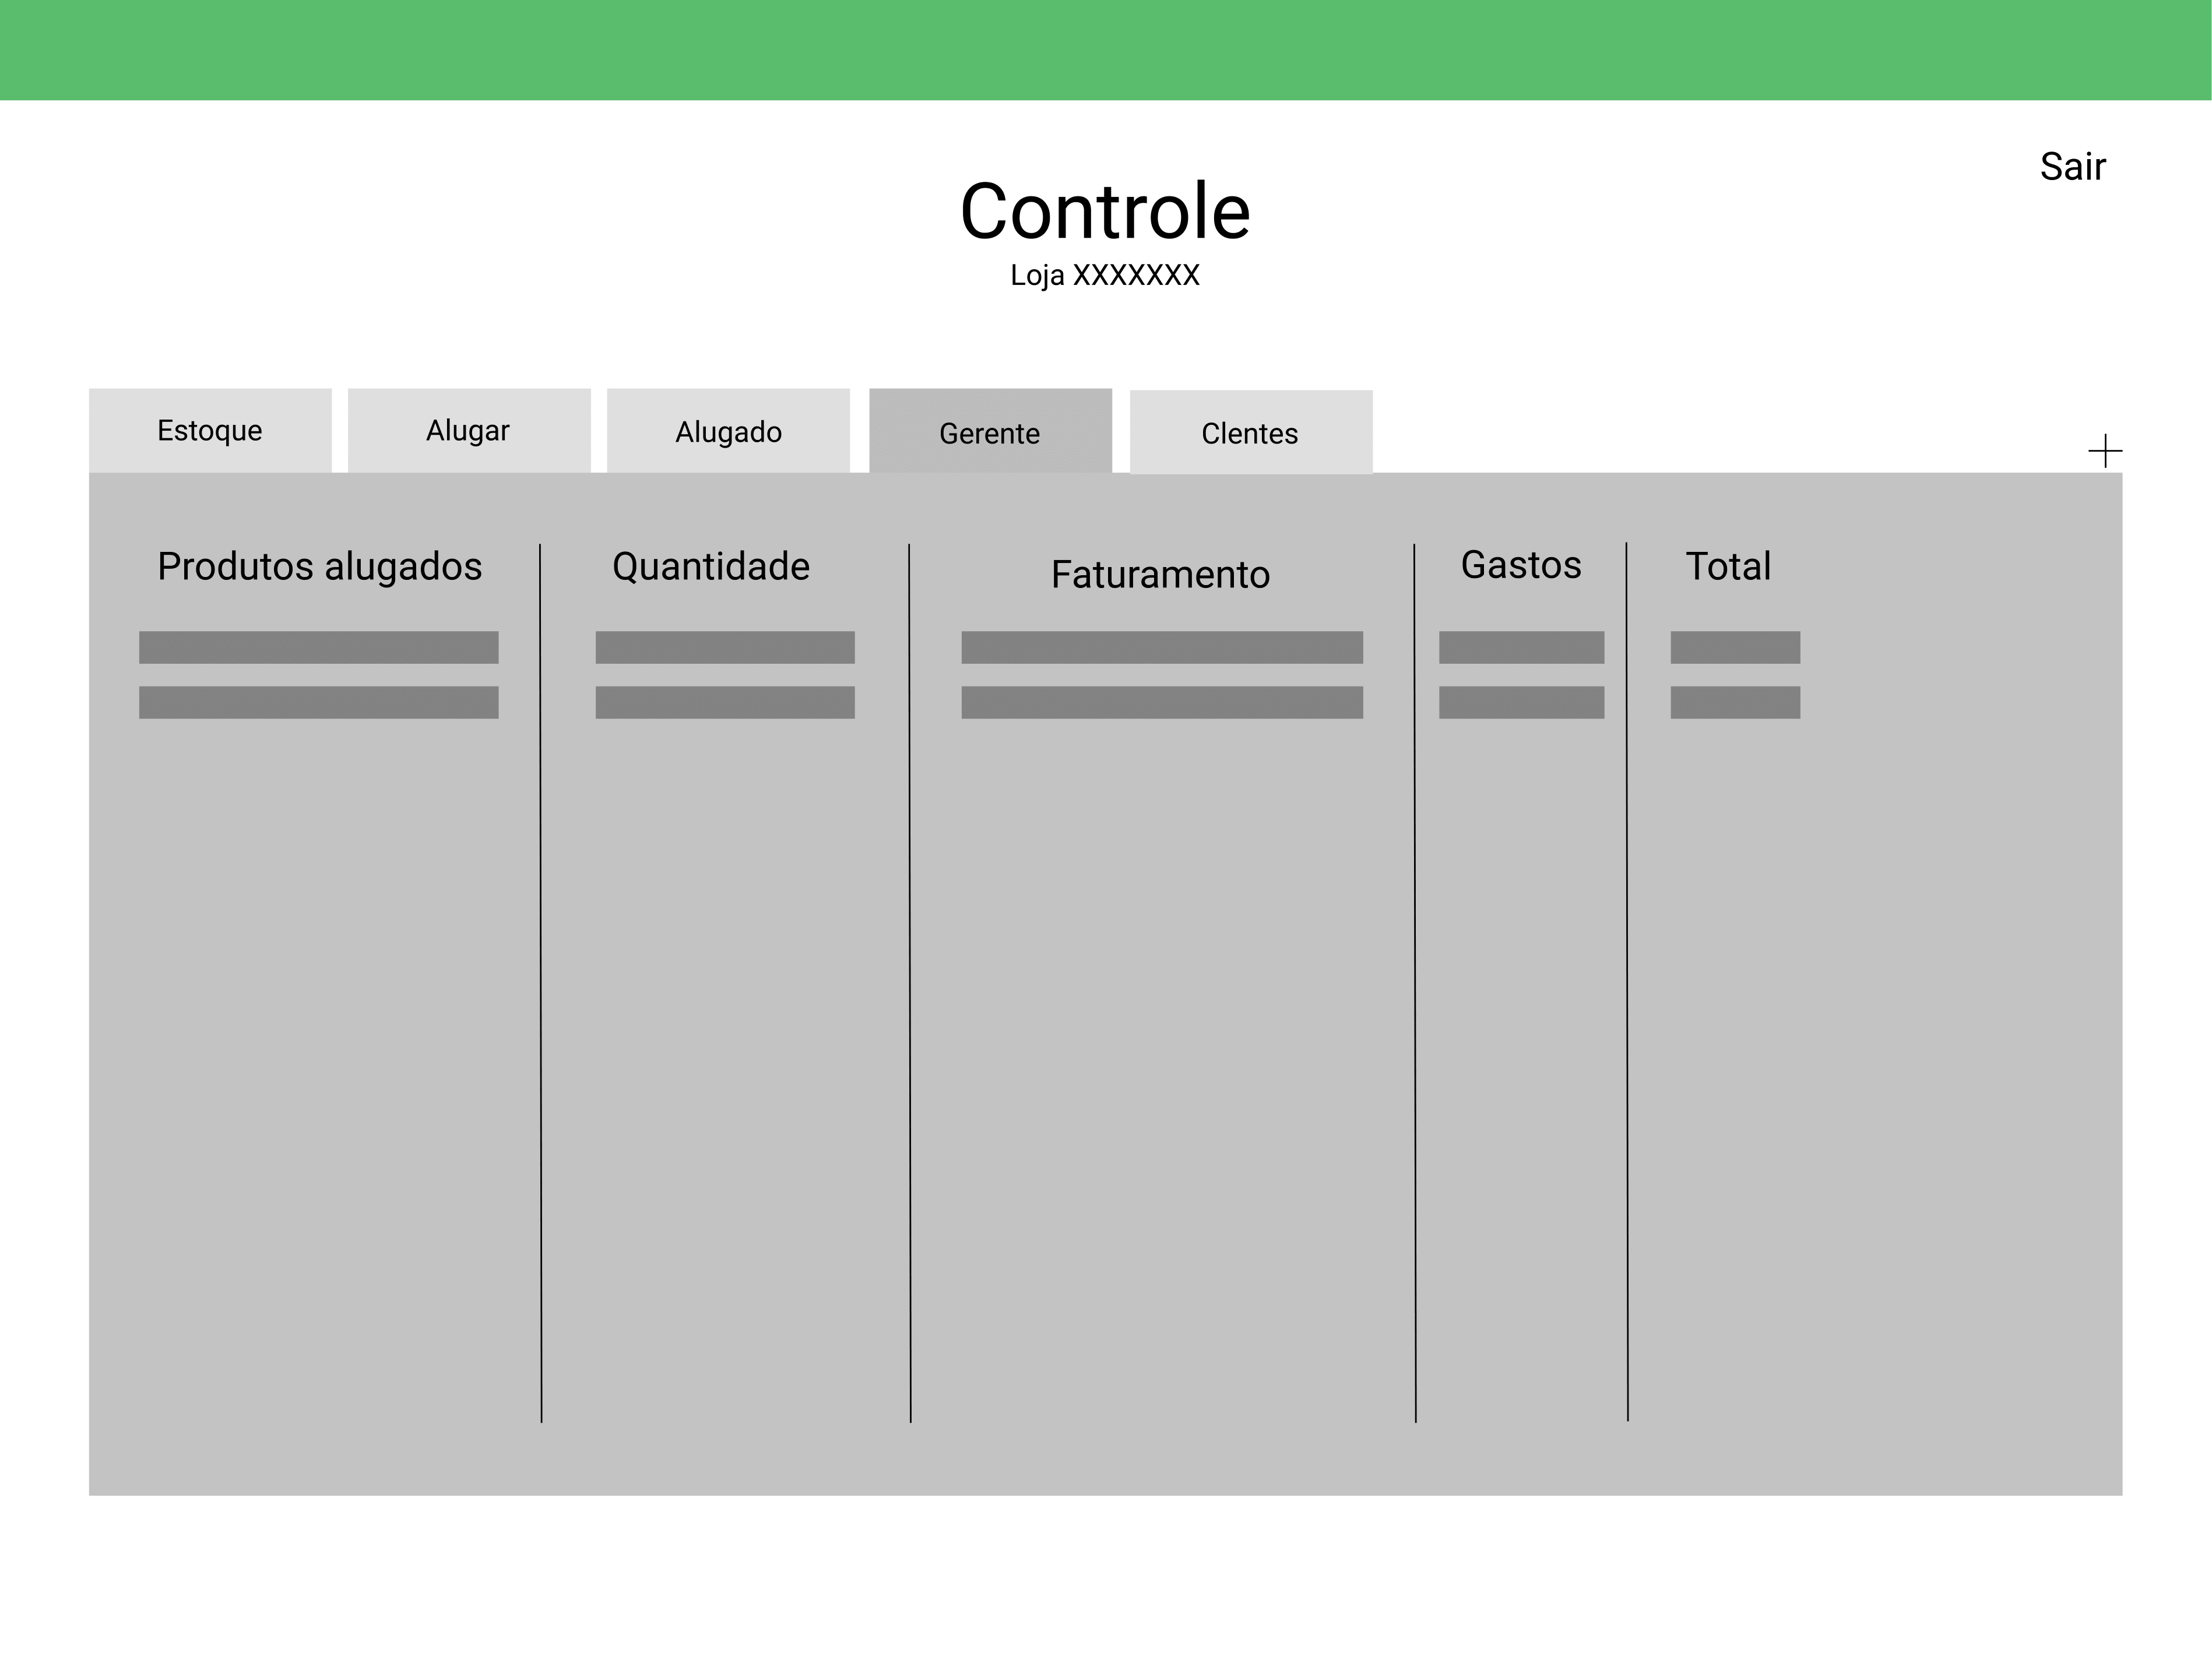 Sair
Controle
Loja XXXXXXX
Estoque
Alugar
Alugado
Gerente
Clentes
Produtos alugados
Quantidade
Faturamento
Gastos
Total